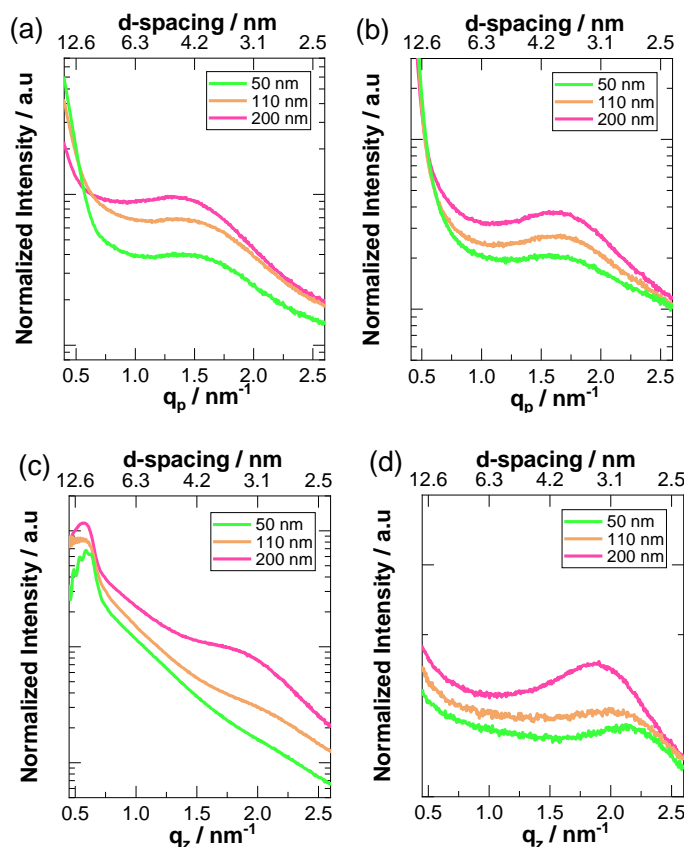 (a)
d-spacing / nm
12.6 6.3 4.2 3.1 2.5
50 nm
110 nm
200 nm
Normalized Intensity / a.u
0.5 1.0 1.5 2.0 2.5
qp / nm-1
(b)
d-spacing / nm
12.6 6.3 4.2 3.1 2.5
50 nm
110 nm
200 nm
Normalized Intensity / a.u
0.5 1.0 1.5 2.0 2.5
qp / nm-1
(c)
d-spacing / nm
12.6 6.3 4.2 3.1 2.5
50 nm
110 nm
200 nm
Normalized Intensity / a.u
0.5 1.0 1.5 2.0 2.5
qz / nm-1
(d)
d-spacing / nm
12.6 6.3 4.2 3.1 2.5
50 nm
110 nm
200 nm
Normalized Intensity / a.u
0.5 1.0 1.5 2.0 2.5
qz / nm-1